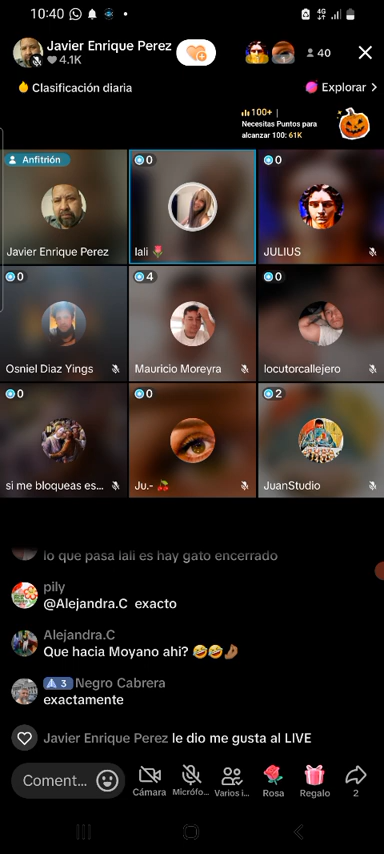 10:40
4G
Javier Enrique Perez
4.1K
40
Clasificación diaria
Explorar
100+ |
Necesitas Puntos para
alcanzar 100: 61K
Anfitrión
0
0
Javier Enrique Perez
lali
JULIUS
0
4
0
Osniel Diaz Yings
Mauricio Moreyra
locutorcallejero
0
0
2
si me bloqueas es...
Ju.-
JuanStudio
lo que pasa lali es hay gato encerrado
pily
@Alejandra.C exacto
Alejandra.C
Que hacia Moyano ahi? 🤣🤣🤌🏽
3 Negro Cabrera
exactamente
Javier Enrique Perez le dio me gusta al LIVE
Coment...
Cámara
Micrófo...
Varios i...
Rosa
Regalo
2